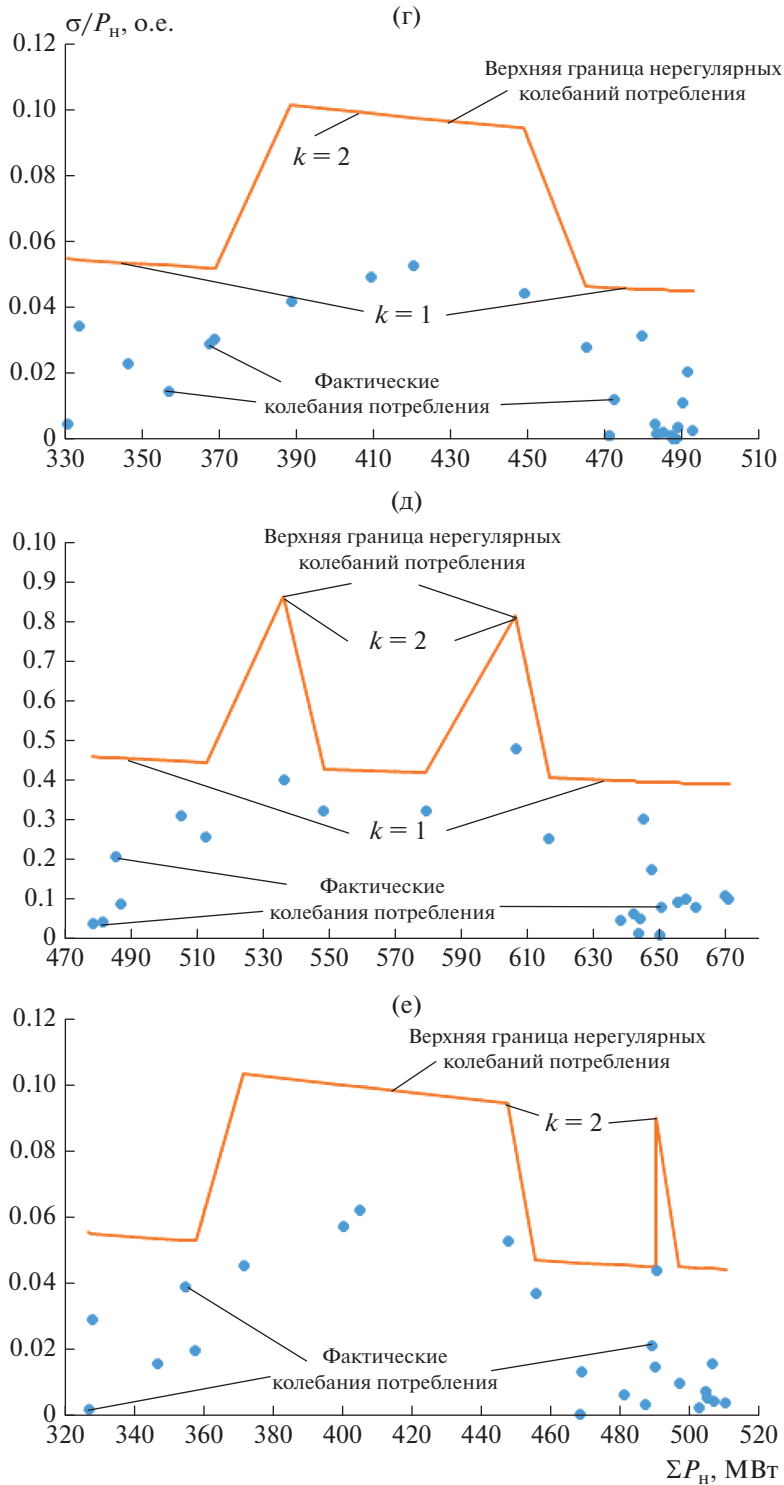 σ/Pн, о.е.
(г)
0.12
0.10
0.08
0.06
0.04
0.02
0
Верхняя граница нерегулярных
колебаний потребления
k = 2
k = 1
Фактические
колебания потребления
330 350 370 390 410 430 450 470 490 510
(д)
0.10
0.9
0.8
0.7
0.6
0.5
0.4
0.3
0.2
0.1
0
Верхняя граница нерегулярных
колебаний потребления
k = 2
k = 1
Фактические
колебания потребления
470 490 510 530 550 570 590 610 630 650 670
(е)
0.12
0.10
0.08
0.06
0.04
0.02
0
Верхняя граница нерегулярных
колебаний потребления
k = 2
Фактические
колебания потребления
320 340 360 380 400 420 440 460 480 500 520
ΣPн, МВт